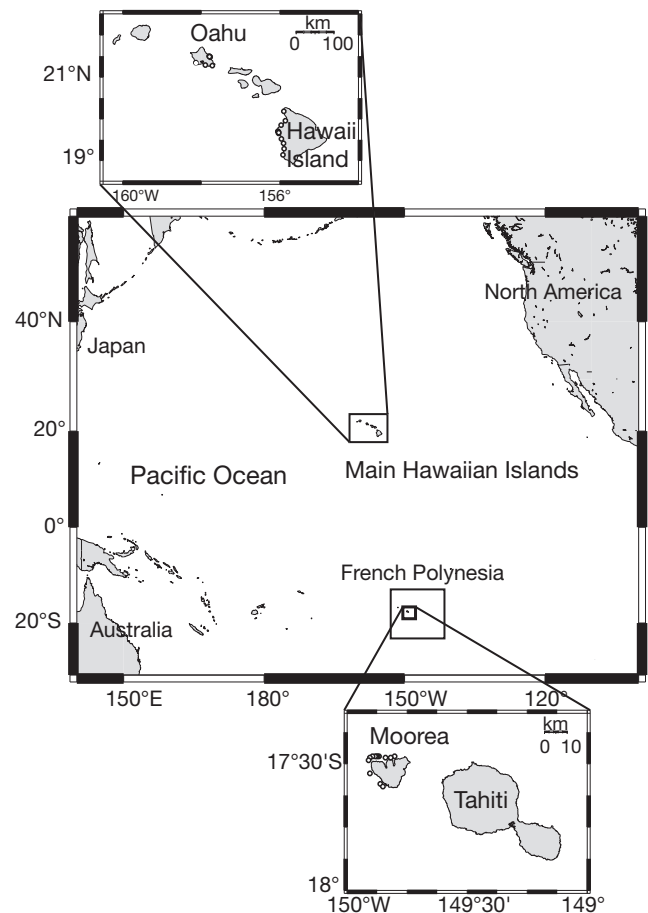 Oahu
km
0 100
21°N
Hawaii
Island
19°
160°W 156°
North America
40°N
Japan
20°
Pacific Ocean Main Hawaiian Islands
0°
French Polynesia
20°S
Australia
150°E 180° 150°W 120°
km
Moorea
0 10
17°30'S
Tahiti
18°
150°W 149°30' 149°